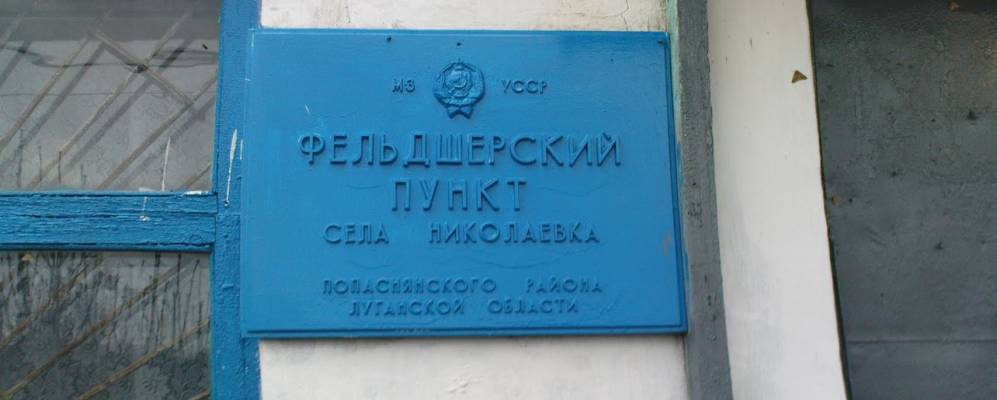 МЗ УССР
ФЕЛЬДШЕРСКИЙ
ПУНКТ
СЕЛА НИКОЛАЕВКА
ПОПАСНЯНСКОГО РАЙОНА
ЛУГАНСКОЙ ОБЛАСТИ